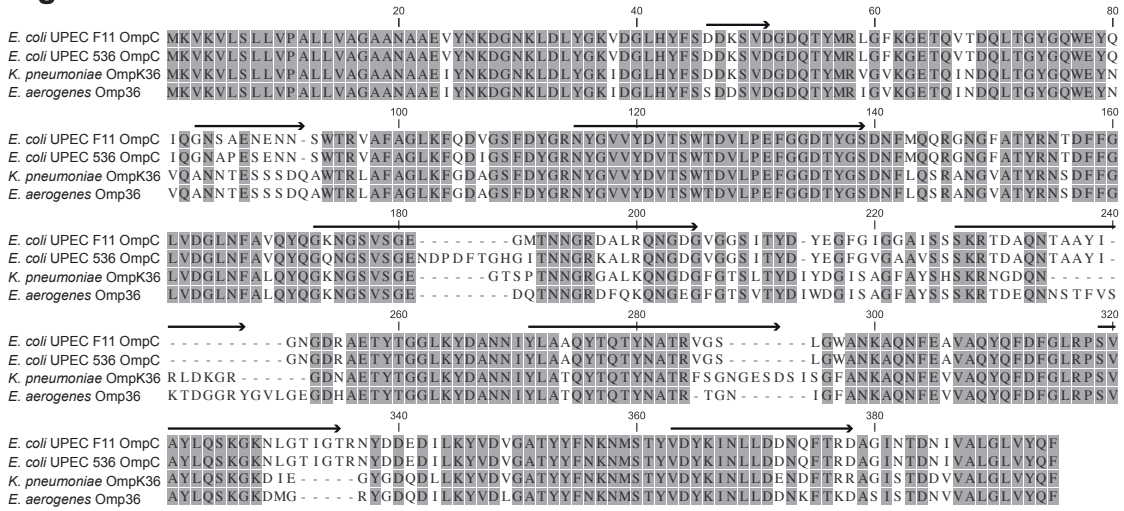 20 40 60 80
E. coli UPEC F11 OmpC MKVKVLSLLVPALLVAGAANAAEVYNKDGNKLDLYGKVDGLHYFSDDKSVDGDQTYMRLGFKGETQVTDQLTGYGQWEYQ
E. coli UPEC 536 OmpC MKVKVLSLLVPALLVAGAANAAEVYNKDGNKLDLYGKVDGLHYFSDDKSVDGDQTYMRLGFKGETQVTDQLTGYGQWEYQ
K. pneumoniae OmpK36 MKVKVLSLLVPALLVAGAANAAEIYNKDGNKLDLYGKIDGLHYFSDDKSVDGDQTYMRVGVKGETQINDQLTGYGQWEYN
E. aerogenes Omp36 MKVKVLSLLVPALLVAGAANAAEIYNKDGNKLDLYGKIDGLHYFSSDDSVDGDQTYMRIGVKGETQINDQLTGYGQWEYN
100 120 140 160
E. coli UPEC F11 OmpC IQGNSAENENN-SWTRVAFAGLKFQDVGSFDYGRNYGVVYDVTSWTDVLPEFGGDTYGSDNFMQQRGNGFATYRNTDFFG
E. coli UPEC 536 OmpC IQGNAPESENN-SWTRVAFAGLKFQDIGSFDYGRNYGVVYDVTSWTDVLPEFGGDTYGSDNFMQQRGNGFATYRNTDFFG
K. pneumoniae OmpK36 VQANNTESSSDQAWTRLAFAGLKFGDAGSFDYGRNYGVVYDVTSWTDVLPEFGGDTYGSDNFLQSRANGVATYRNSDFFG
E. aerogenes Omp36 VQANNTESSSDQAWTRLAFAGLKFGDAGSFDYGRNYGVVYDVTSWTDVLPEFGGDTYGSDNFLQSRANGVATYRNSDFFG
180 200 220 240
E. coli UPEC F11 OmpC LVDGLNFAVQYQGKNGSVSGE--------GMTNNGRDALRQNGDGVGGSITYD-YEGFGIGGAISSSKRTDAQNTAAYI-
E. coli UPEC 536 OmpC LVDGLNFAVQYQGQNGSVSGENDPDFTGHGITNNGRKALRQNGDGVGGSITYD-YEGFGVGAAVSSSKRTDAQNTAAYI-
K. pneumoniae OmpK36 LVDGLNFALQYQGKNGSVSGE------GTSPTNNGRGALKQNGDGFGTSLTYDIYDGISAGFAYSHSKRNGDQN------
E. aerogenes Omp36 LVDGLNFALQYQGKNGSVSGE--------DQTNNGRDFQKQNGEGFGTSVTYDIWDGISAGFAYSSSKRTDEQNNSTFVS
260 280 300 320
E. coli UPEC F11 OmpC ----------GNGDRAETYTGGLKYDANNIYLAAQYTQTYNATRVGS-------LGWANKAQNFEAVAQYQFDFGLRPSV
E. coli UPEC 536 OmpC ----------GNGDRAETYTGGLKYDANNIYLAAQYTQTYNATRVGS-------LGWANKAQNFEAVAQYQFDFGLRPSV
K. pneumoniae OmpK36 RLDKGR------GDNAETYTGGLKYDANNIYLATQYTQTYNATRFSGNGESDSISGFANKAQNFEVVAQYQFDFGLRPSV
E. aerogenes Omp36 KTDGGRYGVLGEGDHAETYTGGLKYDANNIYLATQYTQTYNATR-TGN------IGFANKAQNFEVVAQYQFDFGLRPSV
340 360 380
E. coli UPEC F11 OmpC AYLQSKGKNLGTIGTRNYDDEDILKYVDVGATYYFNKNMSTYVDYKINLLDDNQFTRDAGINTDNIVALGLVYQF
E. coli UPEC 536 OmpC AYLQSKGKNLGTIGTRNYDDEDILKYVDVGATYYFNKNMSTYVDYKINLLDDNQFTRDAGINTDNIVALGLVYQF
K. pneumoniae OmpK36 AYLQSKGKDIE-----GYGDQDLLKYVDVGATYYFNKNMSTYVDYKINLLDENDFTRRAGISTDDVVALGLVYQF
E. aerogenes Omp36 AYLQSKGKDMG-----RYGDQDILKYVDLGATYYFNKNMSTYVDYKINLLDDNKFTKDASISTDNVVALGLVYQF